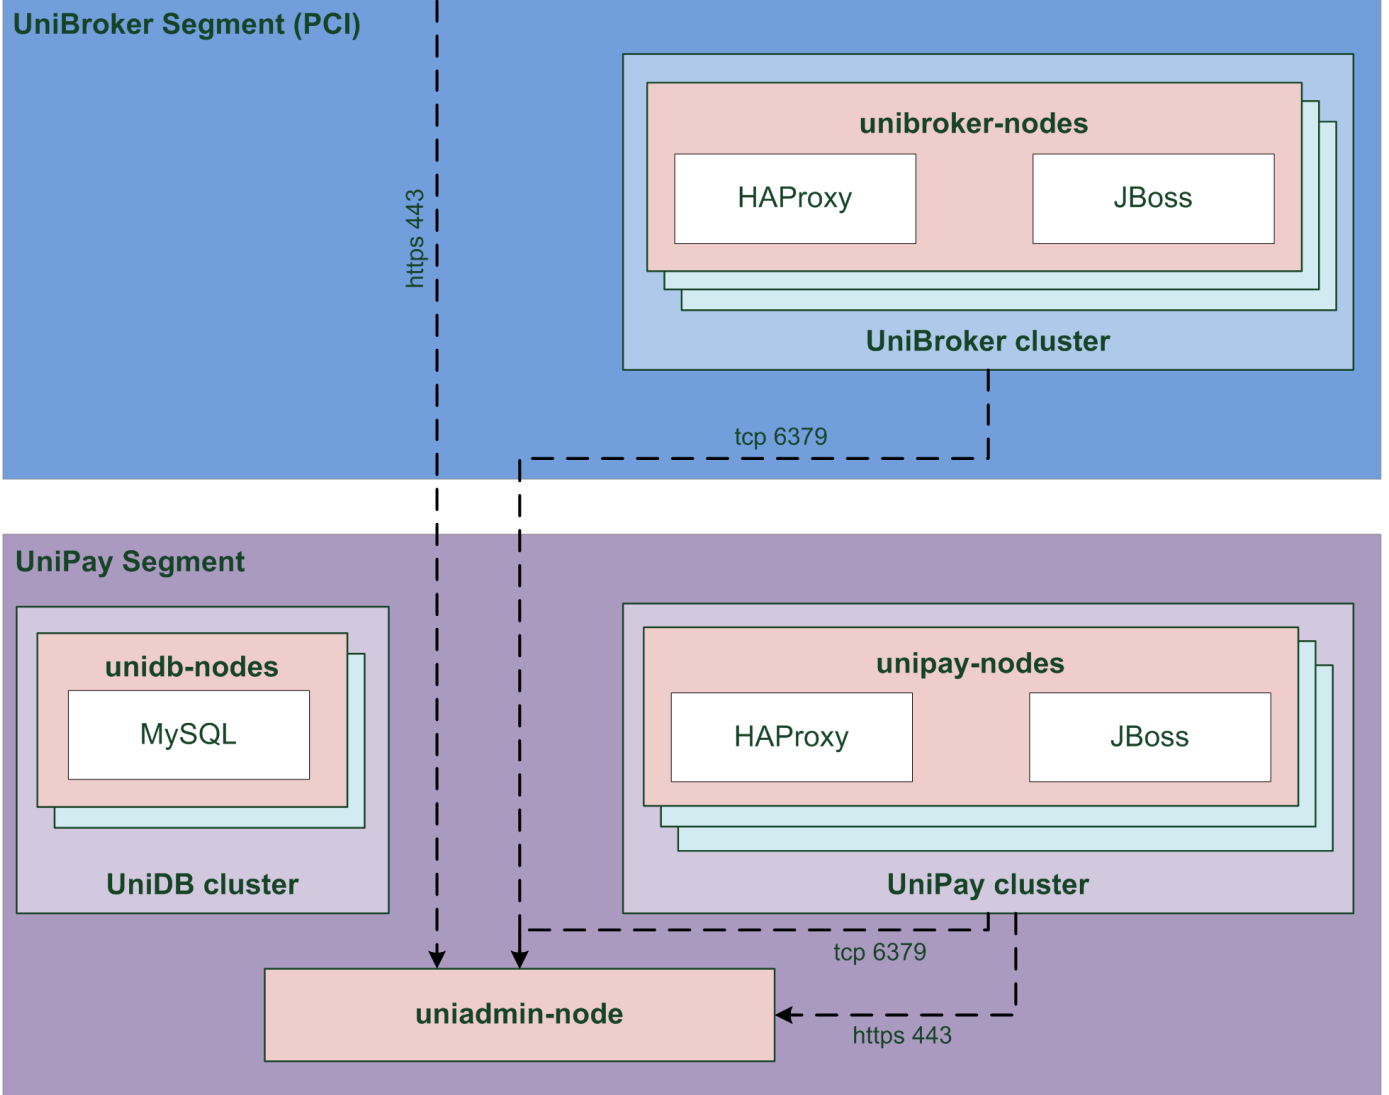 UniBroker Segment (PCI)
unibroker-nodes
HAProxy
JBoss
https 443
UniBroker cluster
tcp 6379
UniPay Segment
unidb-nodes
MySQL
UniDB cluster
unipay-nodes
HAProxy
JBoss
UniPay cluster
tcp 6379
uniadmin-node
https 443